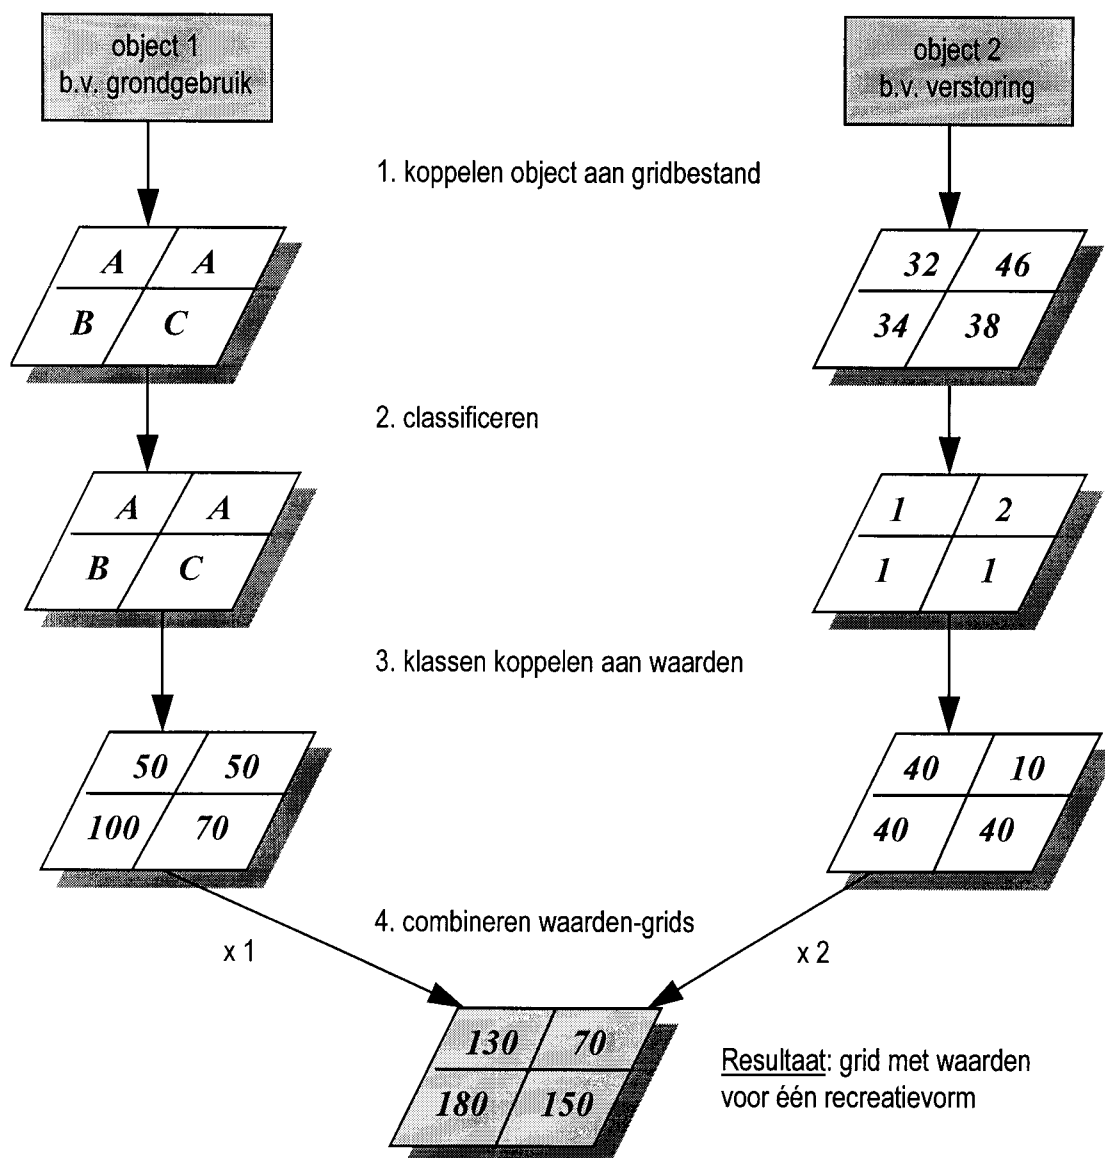 object 1
b.v. grondgebruik
object 2
b.v. verstoring
1. koppelen object aan gridbestand
A A
B C
32 46
34 38
2. classificeren
A A
B C
1 2
1 1
3. klassen koppelen aan waarden
50 50
100 70
40 10
40 40
4. combineren waarden-grids
x 1
x 2
130 70
180 150
Resultaat: grid met waarden
voor één recreatievorm